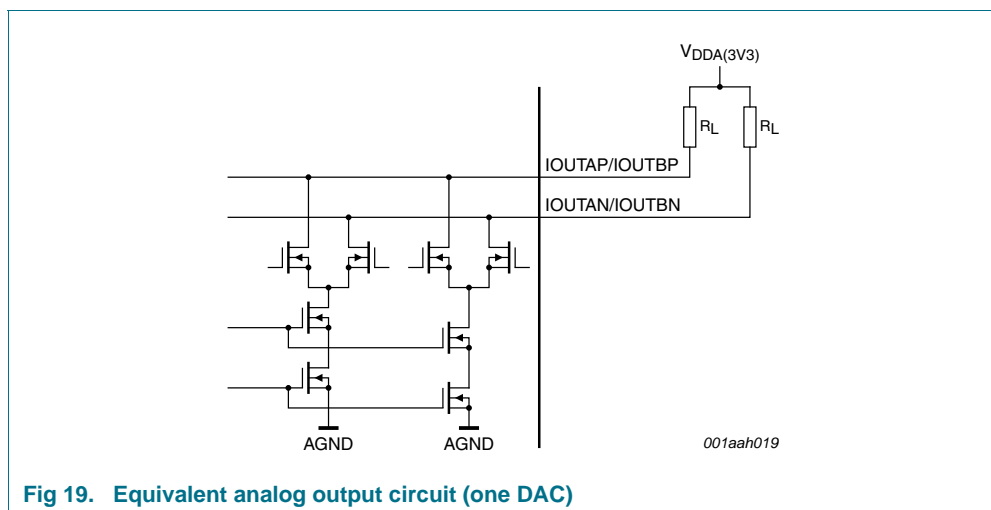 VDDA(3V3)
RL RL
IOUTAP/IOUTBP
IOUTAN/IOUTBN
AGND AGND
001aah019
Fig 19. Equivalent analog output circuit (one DAC)